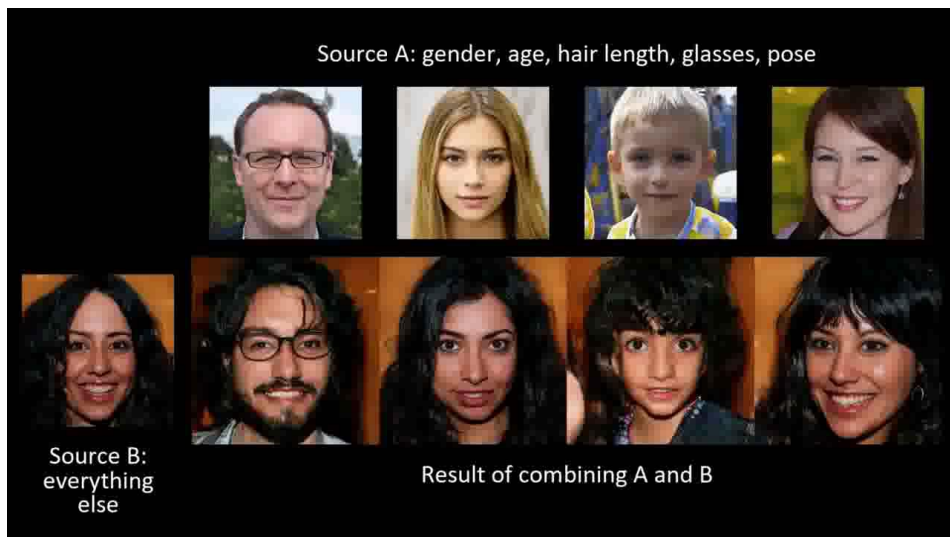 Source A: gender, age, hair length, glasses, pose
Source B:
everything
else
Result of combining A and B